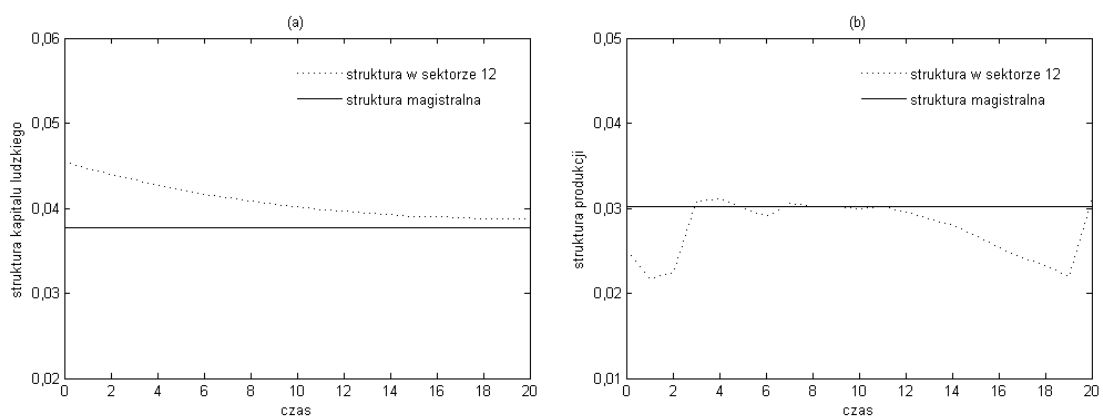 (a)
0,06
0,05
0,04
0,03
0,02
struktura kapitalu ludzkiego
struktura w sektorze 12
struktura magistralna
0 2 4 6 8 10 12 14 16 18 20
czas
(b)
0,05
0,04
0,03
0,02
0,01
struktura produkcji
struktura w sektorze 12
struktura magistralna
0 2 4 6 8 10 12 14 16 18 20
czas